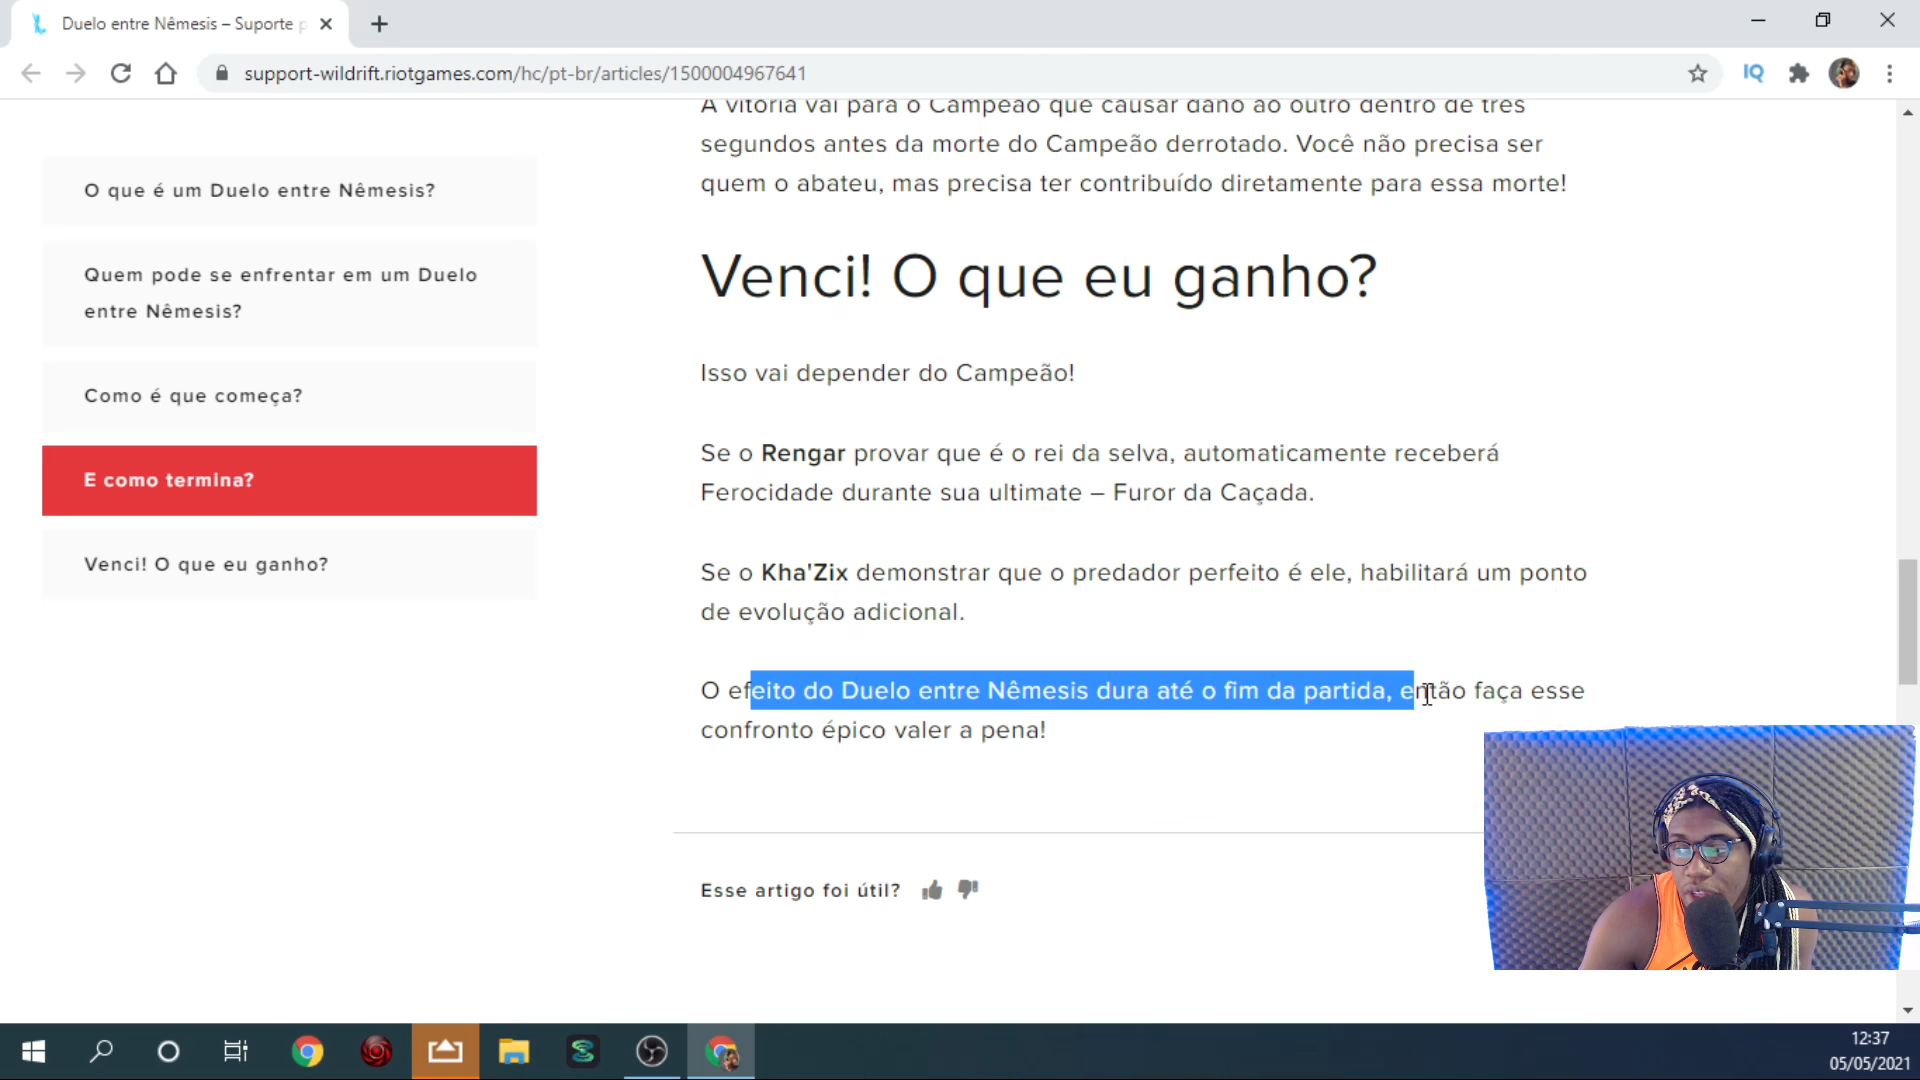 Duelo entre Nêmesis – Suporte p
support-wildrift.riotgames.com/hc/pt-br/articles/1500004967641
IQ
O que é um Duelo entre Nêmesis?
Quem pode se enfrentar em um Duelo
entre Nêmesis?
Como é que começa?
E como termina?
Venci! O que eu ganho?
A vitória vai para o Campeão que causar dano ao outro dentro de três
segundos antes da morte do Campeão derrotado. Você não precisa ser
quem o abateu, mas precisa ter contribuído diretamente para essa morte!
Venci! O que eu ganho?
Isso vai depender do Campeão!
Se o Rengar provar que é o rei da selva, automaticamente receberá
Ferocidade durante sua ultimate – Furor da Caçada.
Se o Kha'Zix demonstrar que o predador perfeito é ele, habilitará um ponto
de evolução adicional.
O efeito do Duelo entre Nêmesis dura até o fim da partida, então faça esse
confronto épico valer a pena!
Esse artigo foi útil?
12:37
05/05/2021